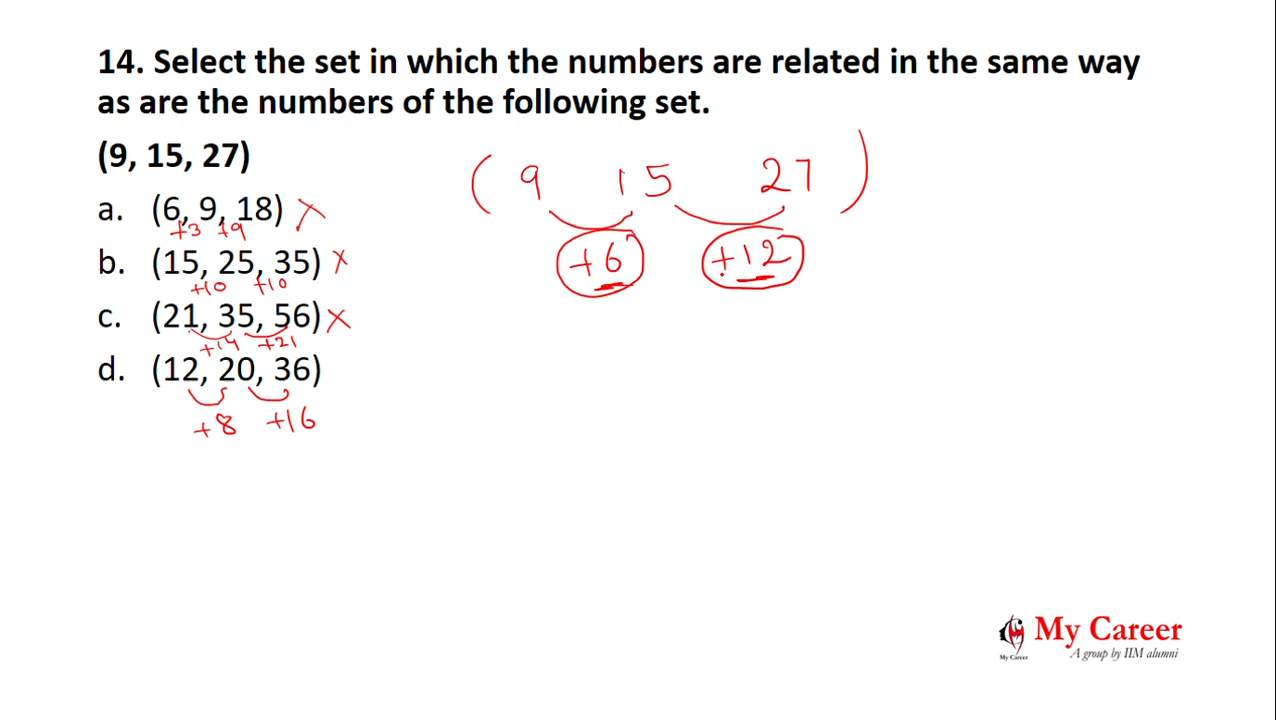 14. Select the set in which the numbers are related in the same way
as are the numbers of the following set.
(9, 15, 27)
( 9 15 27 )
a. (6, 9, 18) X
+3 +9
+6 +12
b. (15, 25, 35) X
+10 +10
c. (21, 35, 56) X
+14 +21
d. (12, 20, 36)
+8 +16
My Career
A group by IIM alumni
My Career